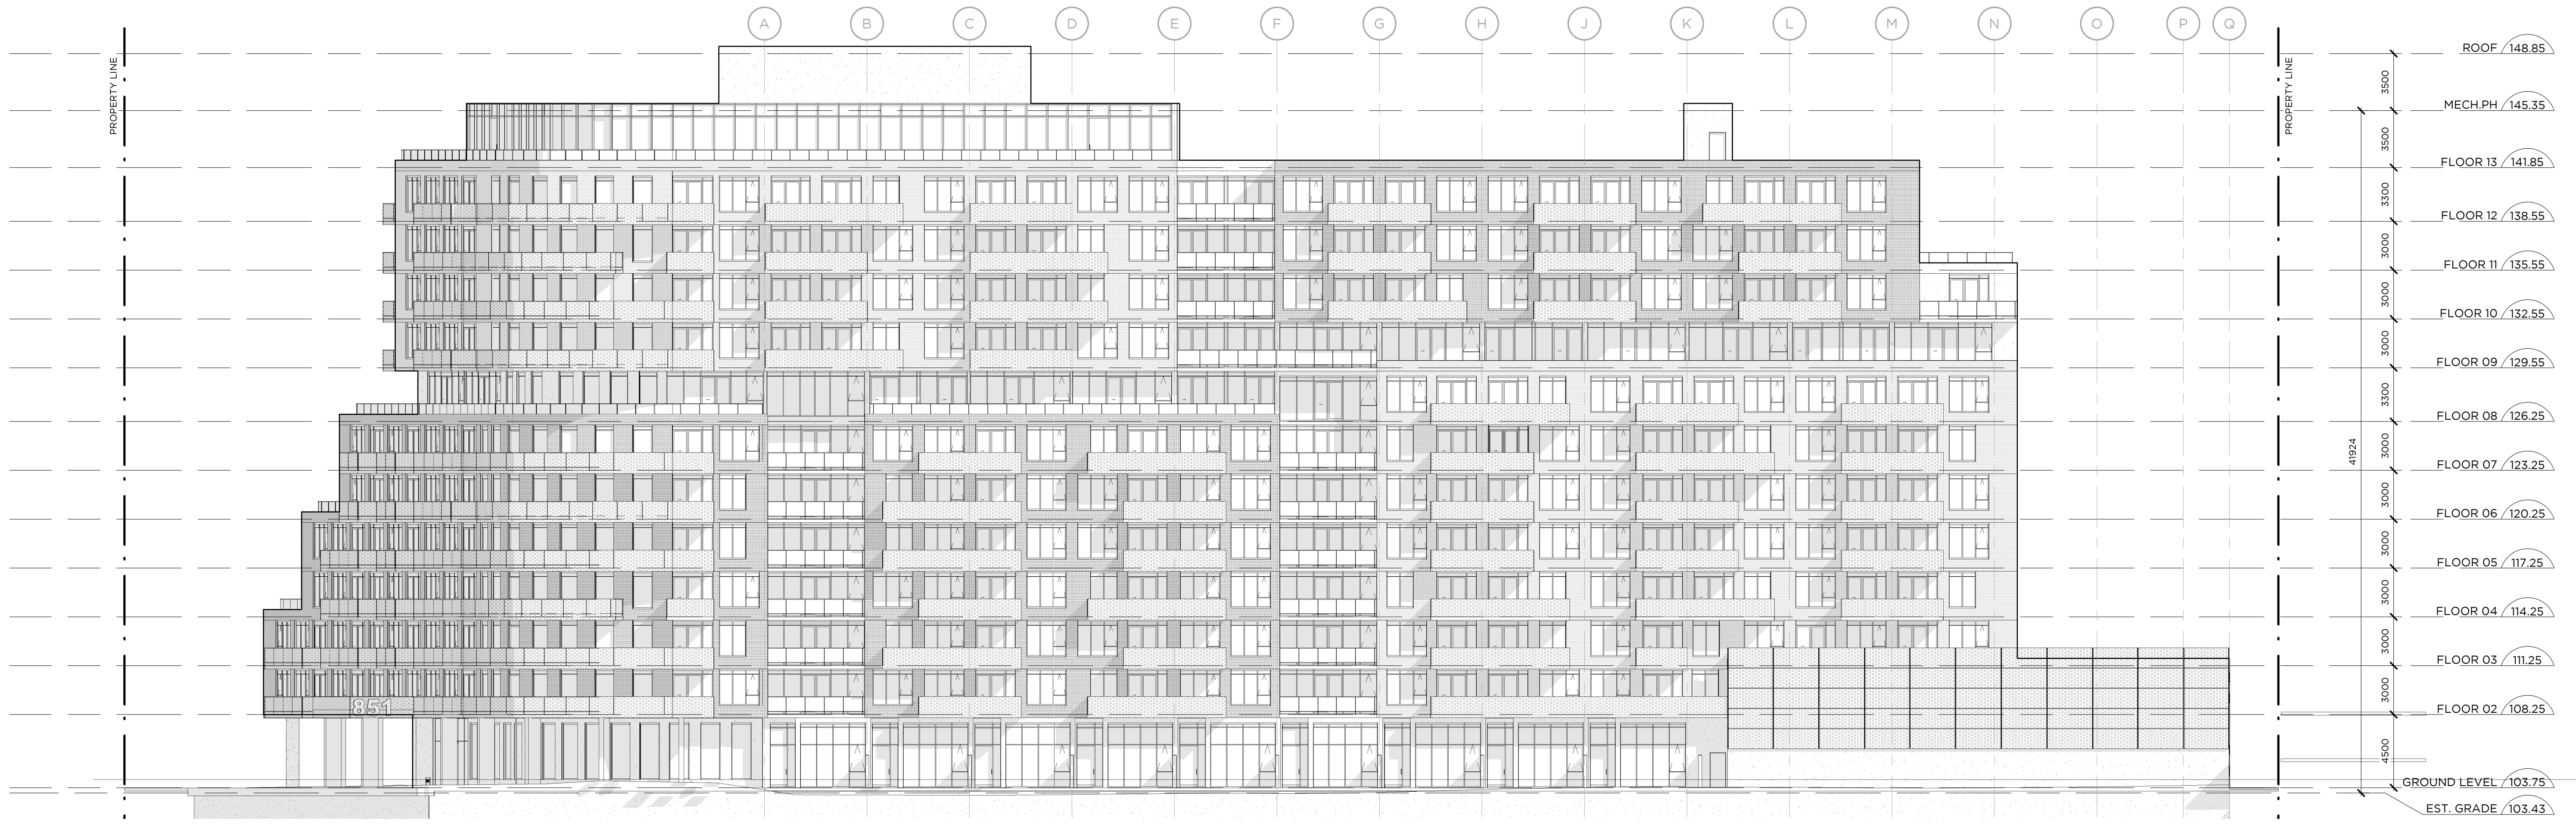 A B C D E F G H J K L M N O P Q
PROPERTY LINE
PROPERTY LINE
ROOF 148.85
3500
MECH.PH 145.35
3500
FLOOR 13 141.85
3300
FLOOR 12 138.55
3000
FLOOR 11 135.55
3000
FLOOR 10 132.55
3000
FLOOR 09 129.55
3300
FLOOR 08 126.25
3000
41924
FLOOR 07 123.25
3000
FLOOR 06 120.25
3000
FLOOR 05 117.25
3000
FLOOR 04 114.25
3000
FLOOR 03 111.25
3000
851
FLOOR 02 108.25
4500
GROUND LEVEL 103.75
EST. GRADE 103.43